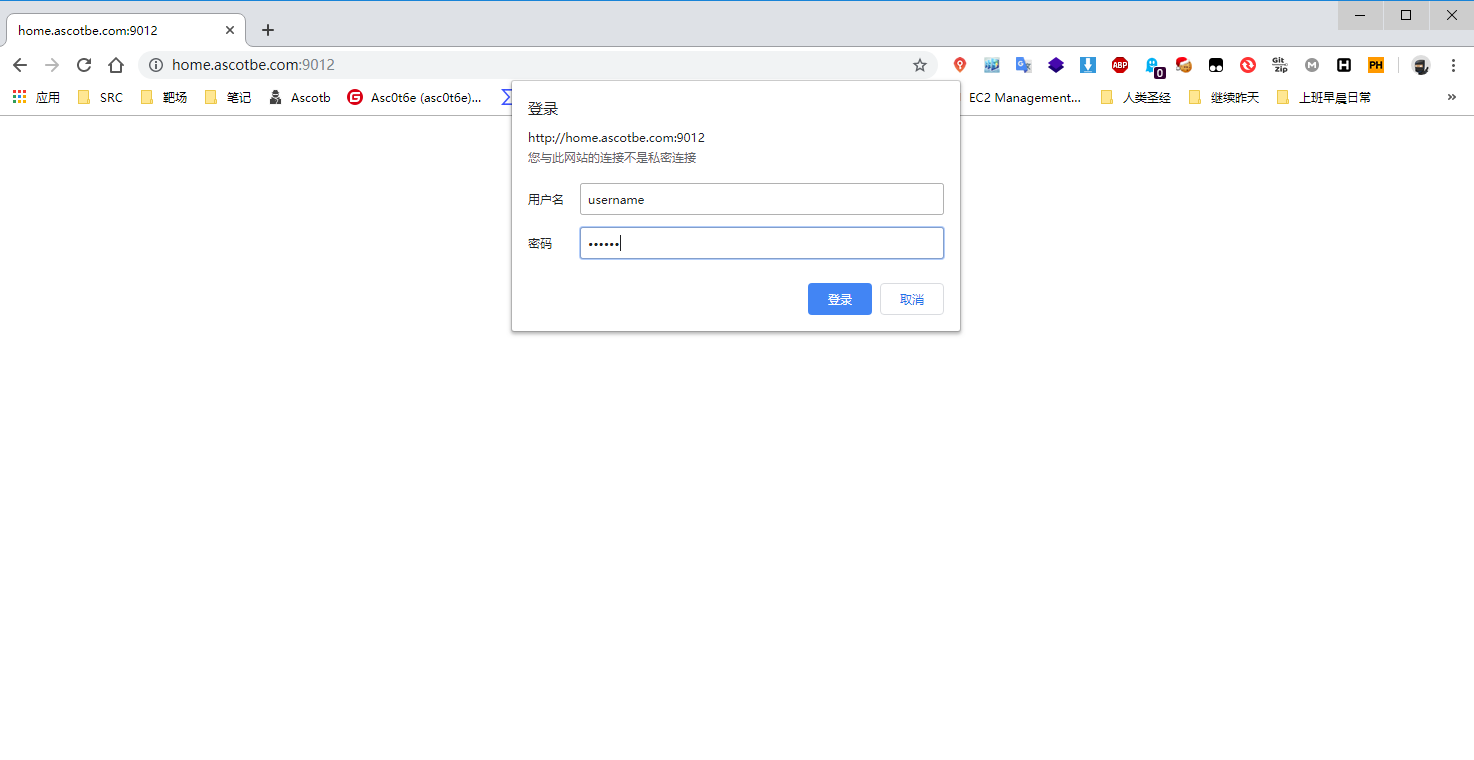 home.ascotbe.com:9012
home.ascotbe.com:9012
ABP 0 Git zip M H PH
应用 SRC 靶场 笔记 Ascotb Asc0t6e (asc0t6e)... EC2 Management... 人类圣经 继续昨天 上班早晨日常 »
登录
http://home.ascotbe.com:9012
您与此网站的连接不是私密连接
用户名 username
密码 ••••••
登录 取消